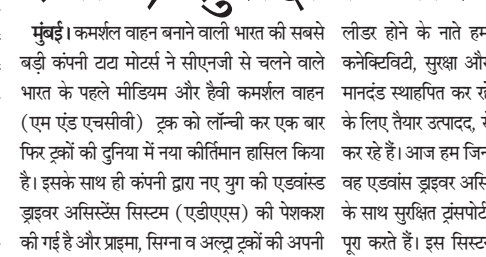 मुंबई। कमर्शल वाहन बनाने वाली भारत की सबसे
बड़ी कंपनी टाटा मोटर्स ने सीएनजी से चलने वाले
भारत के पहले मीडियम और हैवी कमर्शल वाहन
(एम एंड एचसीवी) ट्रक को लॉन्ची कर एक बार
फिर ट्रकों की दुनिया में नया कीर्तिमान हासिल किया
है। इसके साथ ही कंपनी द्वारा नए युग की एडवांस्ड
ड्राइवर असिस्टेंस सिस्टम (एडीएएस) की पेशकश
की गई है और प्राइमा, सिग्ना व अल्ट्रा ट्रकों की अपनी
लीडर होने के नाते हम
कनेक्टिविटी, सुरक्षा और
मानदंड स्थाहपित कर रहे
के लिए तैयार उत्पादद,
कर रहे हैं। आज हम जिन
वह एडवांस ड्राइवर असि
के साथ सुरक्षित ट्रांसपोर्ट
पूरा करते हैं। इस सिस्टम